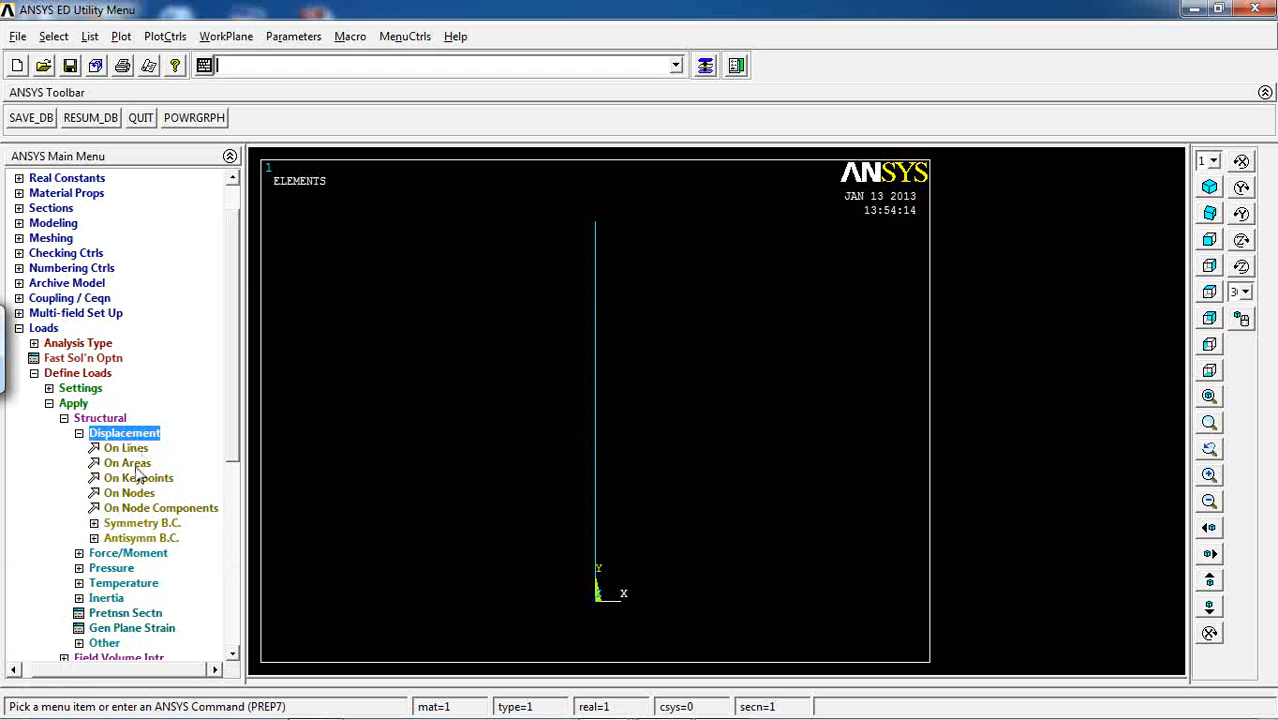 ANSYS ED Utility Menu
File Select List Plot PlotCtrls WorkPlane Parameters Macro MenuCtrls Help
ANSYS Toolbar
SAVE_DB RESUM_DB QUIT POWRGRPH
ANSYS Main Menu
Real Constants
Material Props
Sections
Modeling
Meshing
Checking Ctrls
Numbering Ctrls
Archive Model
Coupling / Ceqn
Multi-field Set Up
Loads
Analysis Type
Fast Sol'n Optn
Define Loads
Settings
Apply
Structural
Displacement
On Lines
On Areas
On Keypoints
On Nodes
On Node Components
Symmetry B.C.
Antisymm B.C.
Force/Moment
Pressure
Temperature
Inertia
Pretnsn Sectn
Gen Plane Strain
Other
Field Volume Intr
1
ELEMENTS
ANSYS
JAN 13 2013
13:54:14
Y
X
1
Pick a menu item or enter an ANSYS Command (PREP7) mat=1 type=1 real=1 csys=0 secn=1